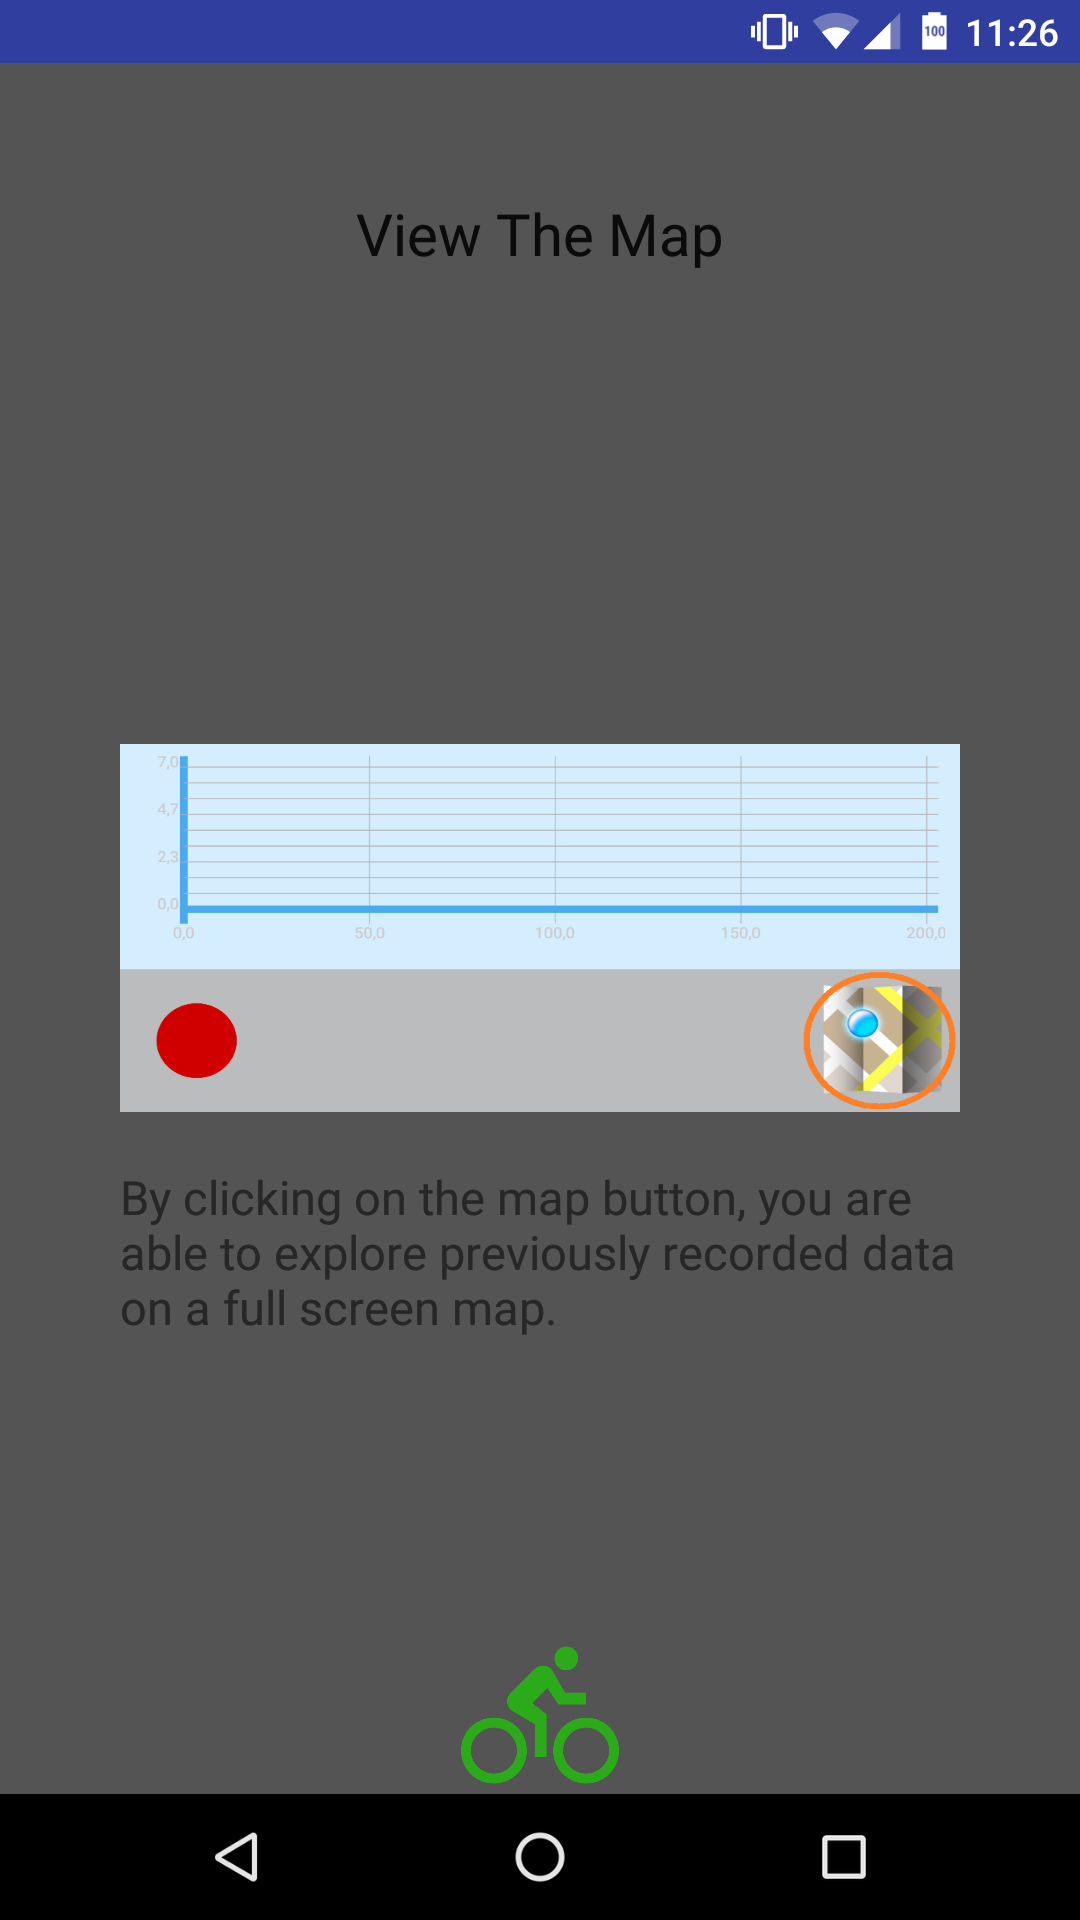 100 11:26
View The Map
7,0
4,7
2,3
0,0
0,0 50,0 100,0 150,0 200,0
By clicking on the map button, you are
able to explore previously recorded data
on a full screen map.